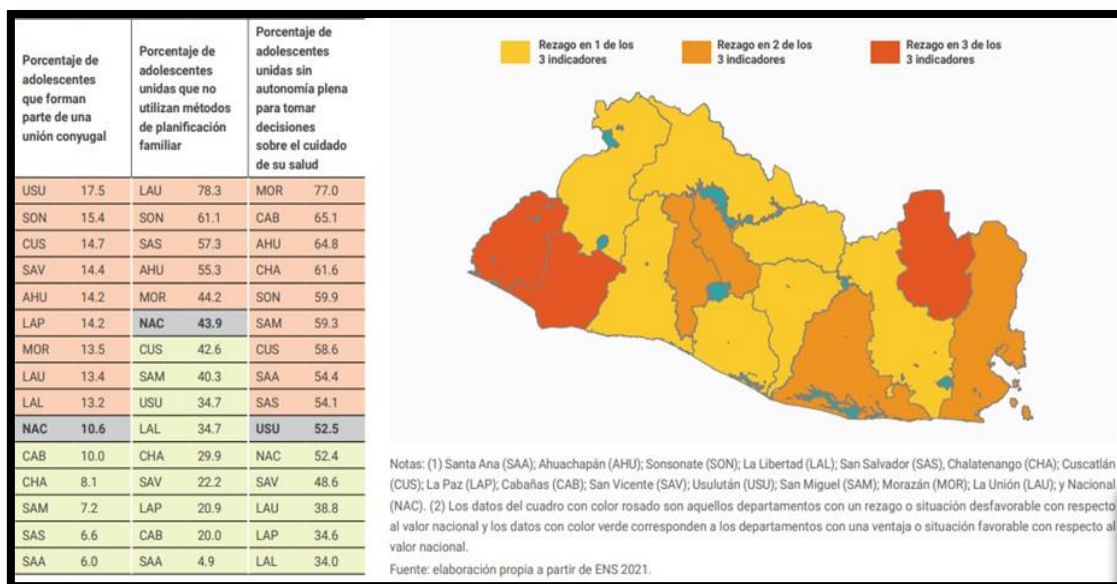 Porcentaje de
adolescentes
que forman
parte de una
unión conyugal
Porcentaje de
adolescentes
unidas que no
utilizan métodos
de planificación
familiar
Porcentaje de
adolescentes
unidas sin
autonomía plena
para tomar
decisiones
sobre el cuidado
de su salud
USU 17.5 LAU 78.3 MOR 77.0
SON 15.4 SON 61.1 CAB 65.1
CUS 14.7 SAS 57.3 AHU 64.8
SAV 14.4 AHU 55.3 CHA 61.6
AHU 14.2 MOR 44.2 SON 59.9
LAP 14.2 NAC 43.9 SAM 59.3
MOR 13.5 CUS 42.6 CUS 58.6
LAU 13.4 SAM 40.3 SAA 54.4
LAL 13.2 USU 34.7 SAS 54.1
NAC 10.6 LAL 34.7 USU 52.5
CAB 10.0 CHA 29.9 NAC 52.4
CHA 8.1 SAV 22.2 SAV 48.6
SAM 7.2 LAP 20.9 LAU 38.8
SAS 6.6 CAB 20.0 LAP 34.6
SAA 6.0 SAA 4.9 LAL 34.0
Rezago en 1 de los
3 indicadores
Rezago en 2 de los
3 indicadores
Rezago en 3 de los
3 indicadores
Notas: (1) Santa Ana (SAA); Ahuachapán (AHU); Sonsonate (SON); La Libertad (LAL); San Salvador (SAS), Chalatenango (CHA); Cuscatlán
(CUS); La Paz (LAP); Cabañas (CAB); San Vicente (SAV); Usulután (USU); San Miguel (SAM); Morazán (MOR); La Unión (LAU); y Nacional
(NAC). (2) Los datos del cuadro con color rosado son aquellos departamentos con un rezago o situación desfavorable con respecto
al valor nacional y los datos con color verde corresponden a los departamentos con una ventaja o situación favorable con respecto al
valor nacional.
Fuente: elaboración propia a partir de ENS 2021.